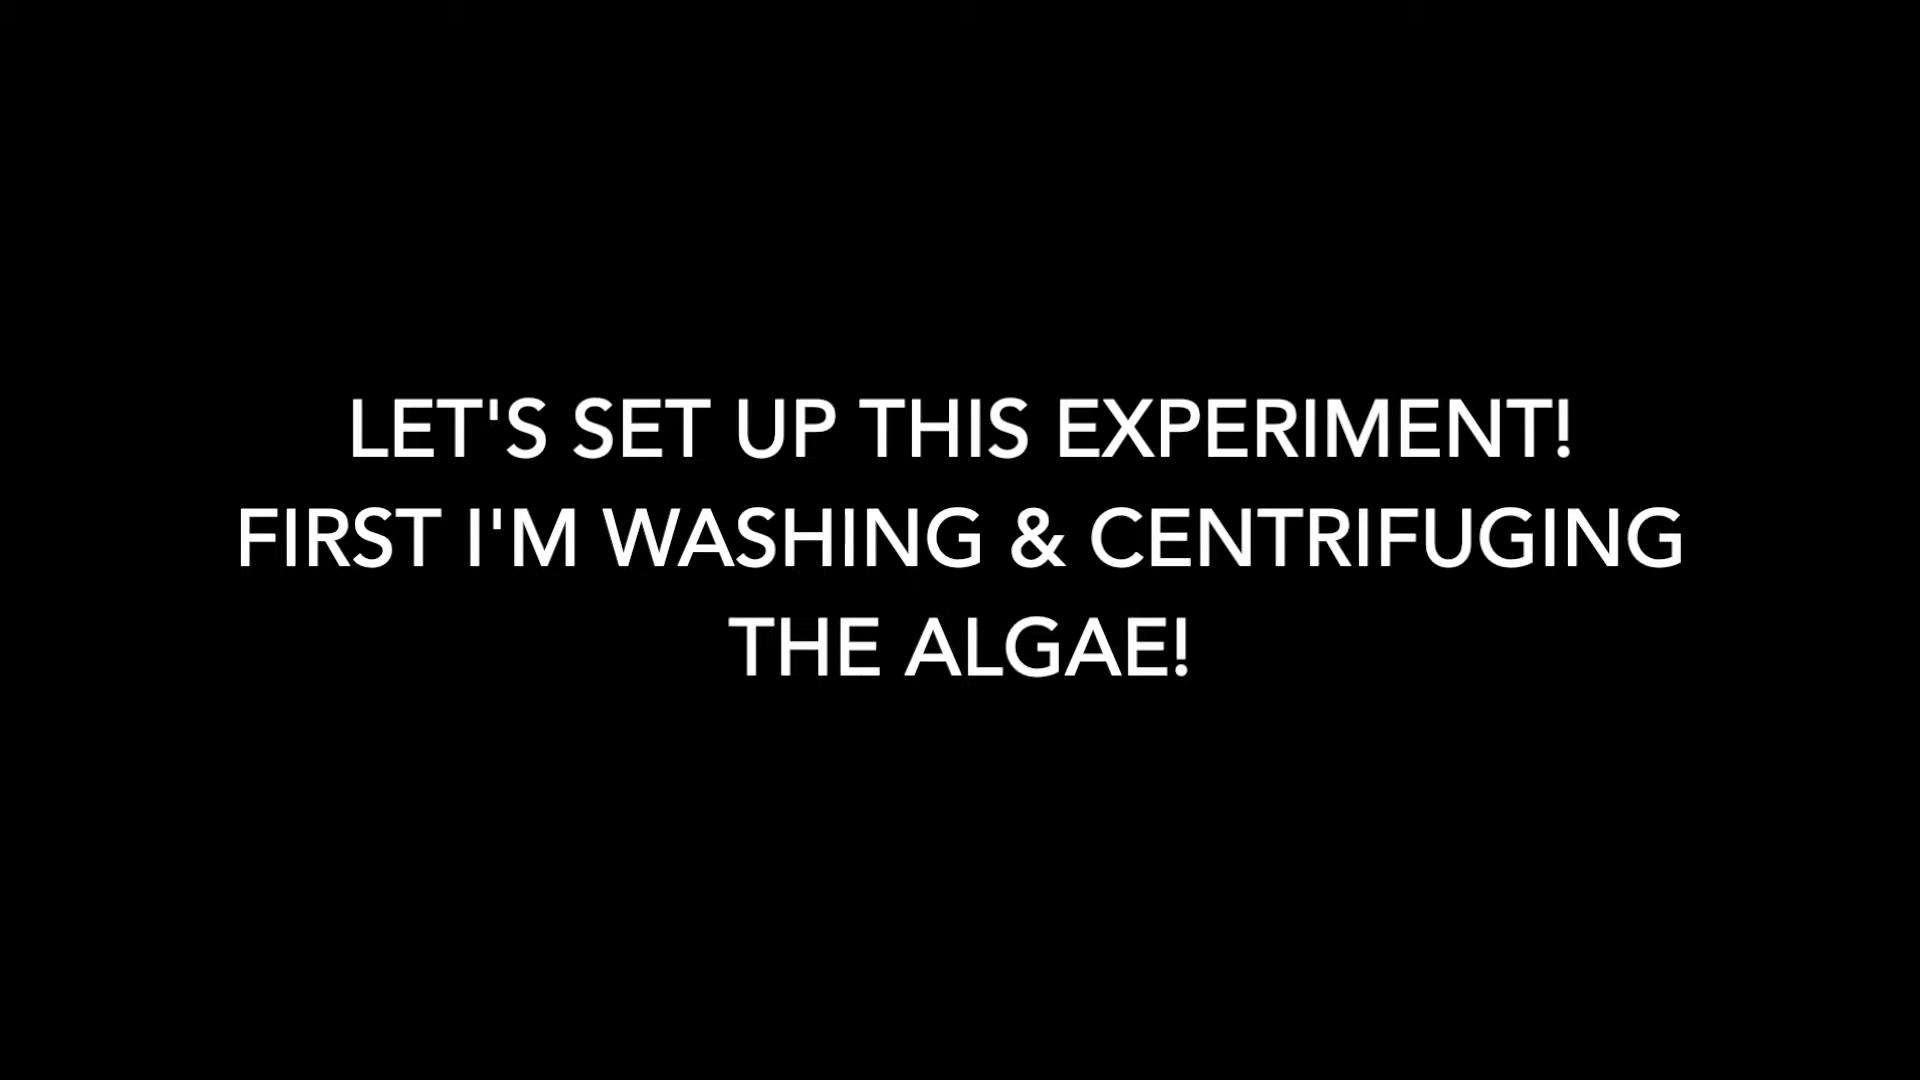 LET'S SET UP THIS EXPERIMENT!
FIRST I'M WASHING & CENTRIFUGING
THE ALGAE!